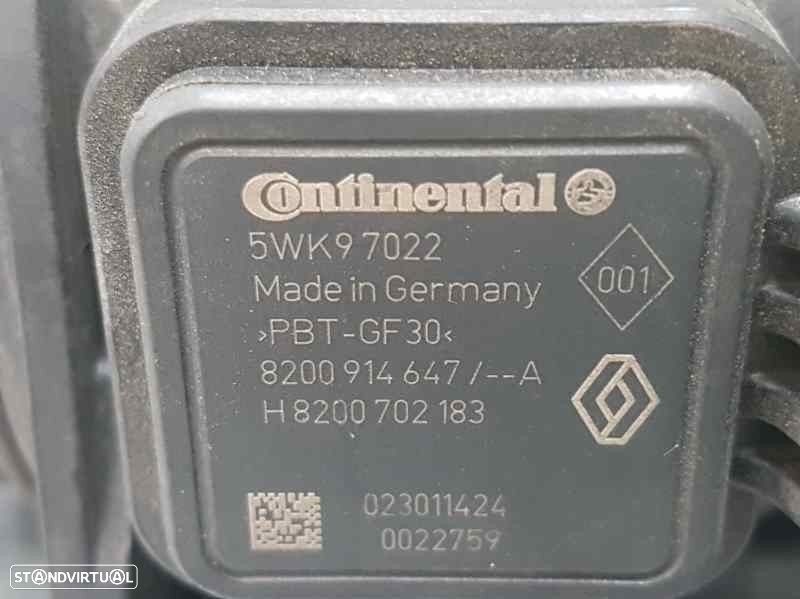 Continental
5WK9 7022
Made in Germany
001
>PBT-GF30<
8200 914 647 /--A
H 8200 702 183
023011424
0022759
STANDVIRTUAL